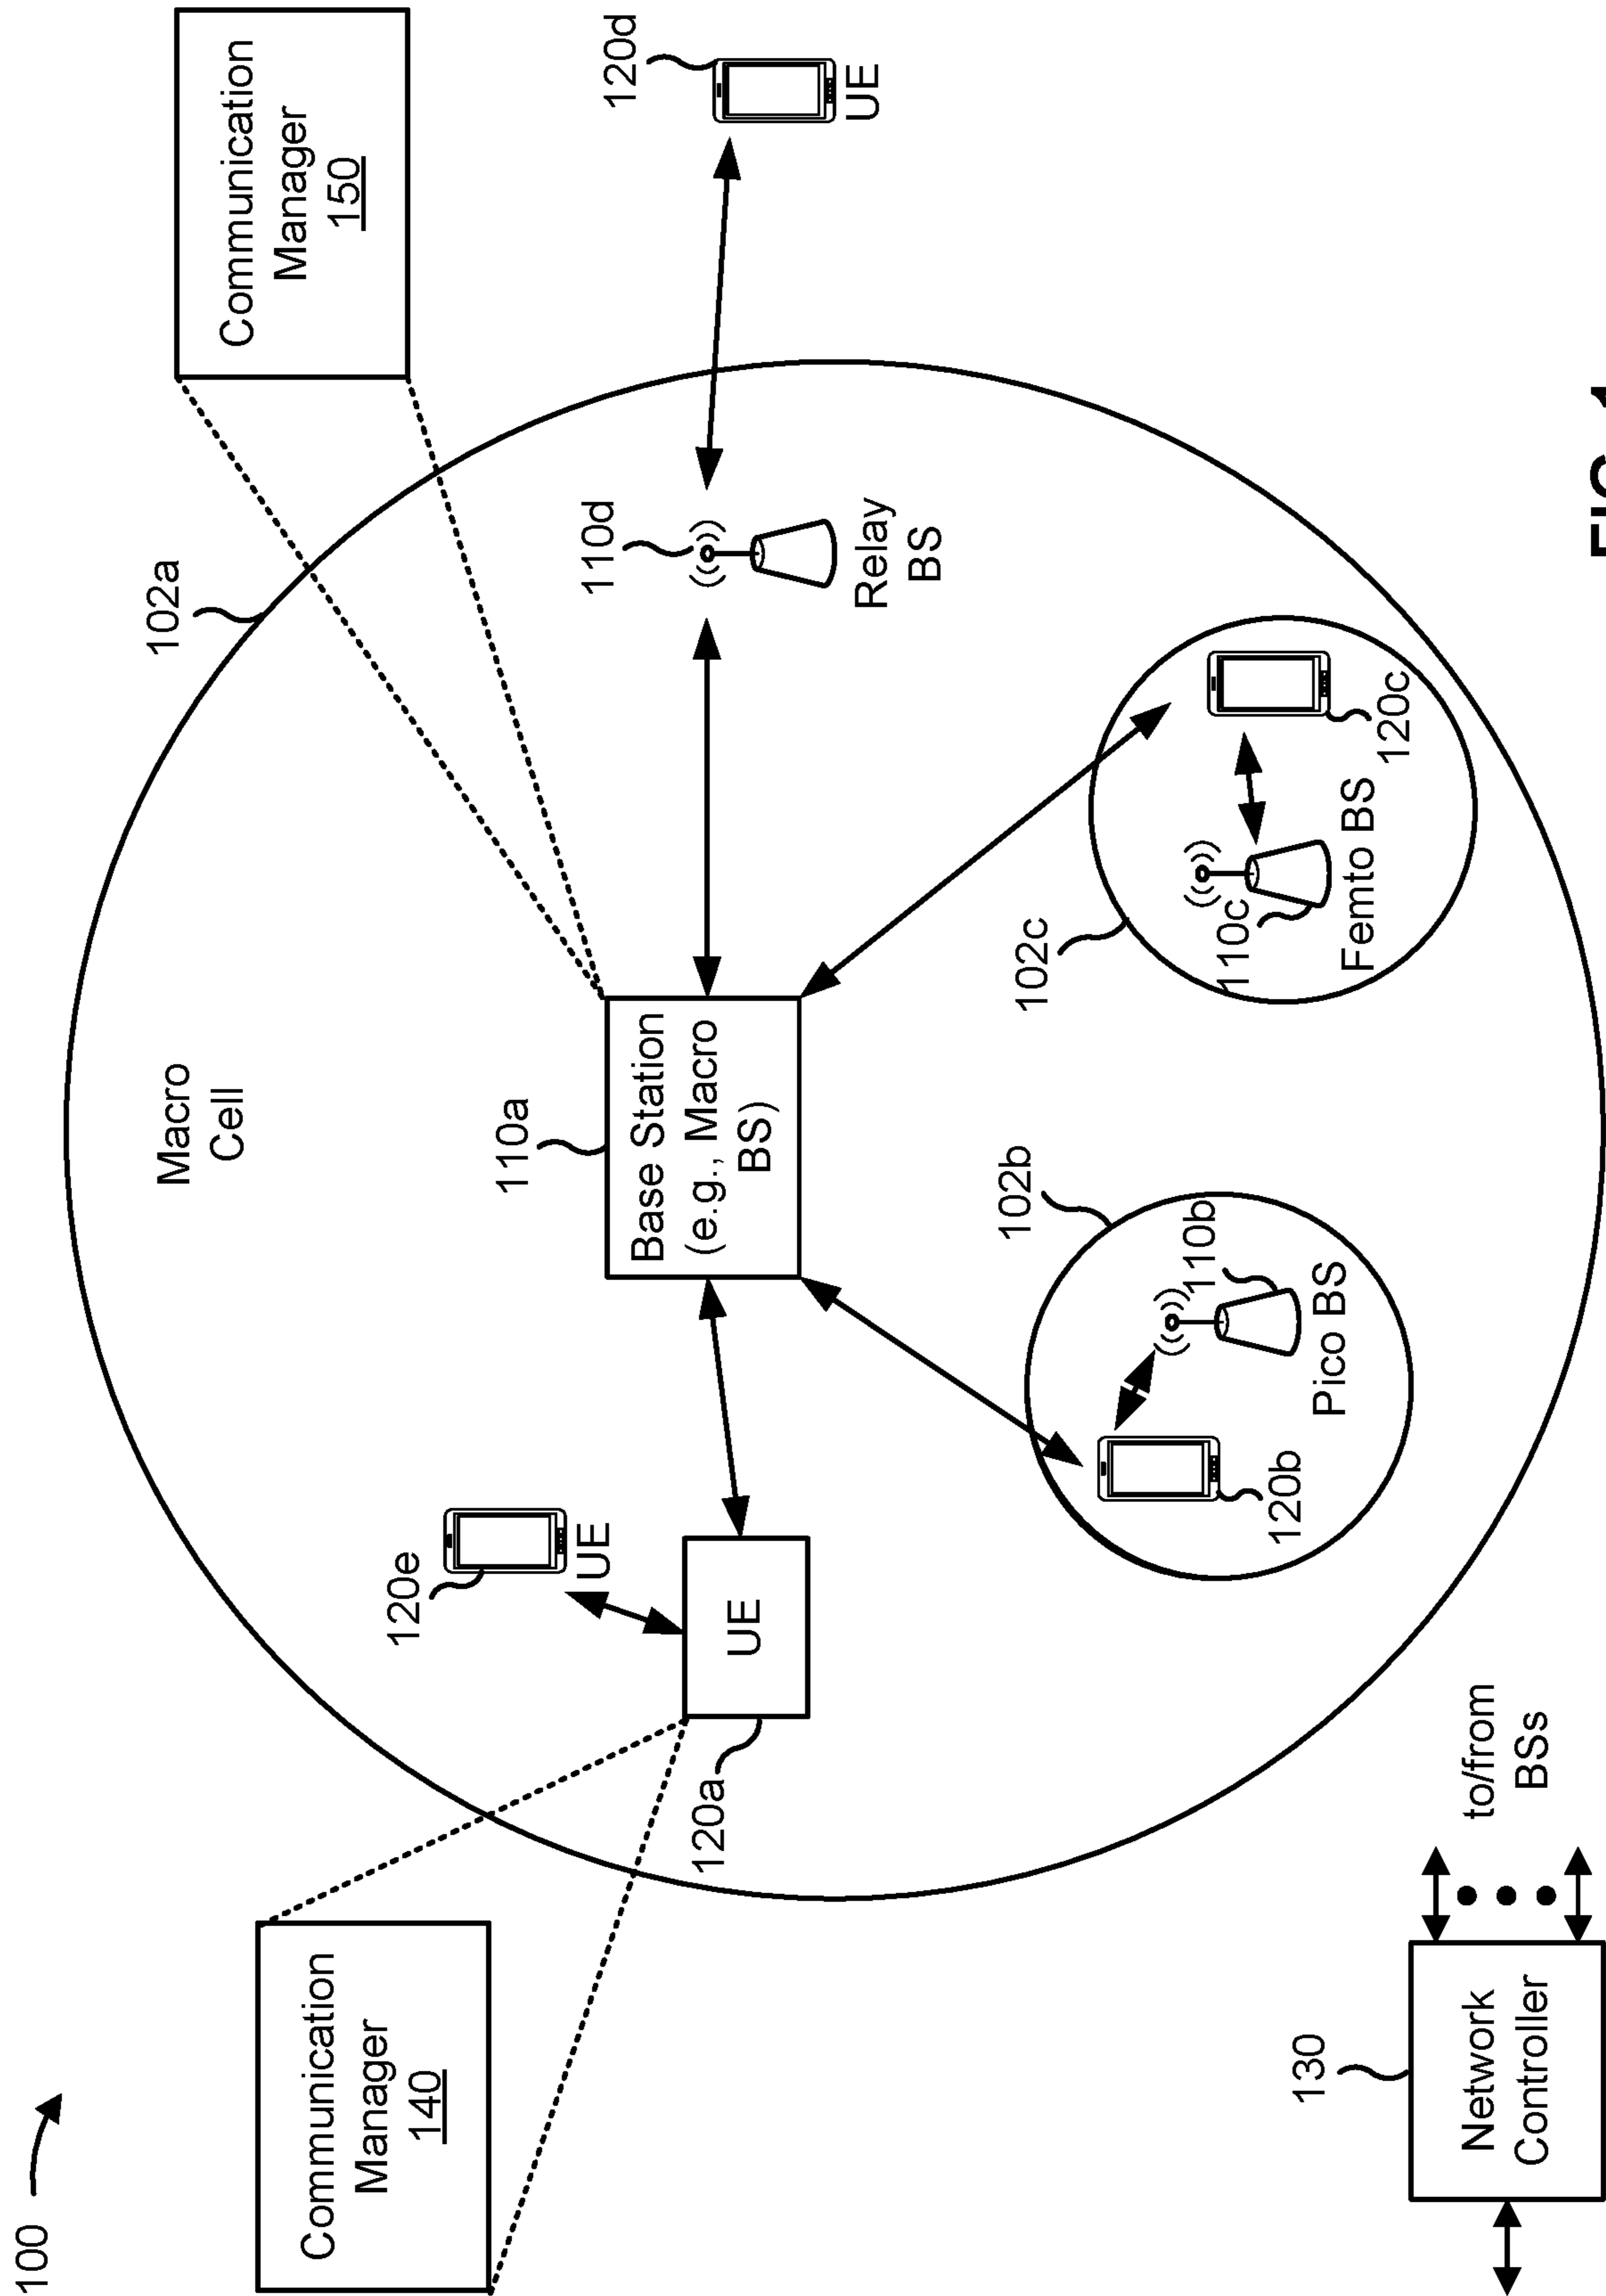 100
Communication
Manager
140
Communication
Manager
150
102a
Macro
Cell
120e
UE
110a
Base Station
(e.g., Macro
BS)
110d
Relay
BS
120d
UE
UE
120a
102b
110b
Pico BS
120b
102c
110c
Femto BS
120c
130
Network
Controller
to/from
BSs